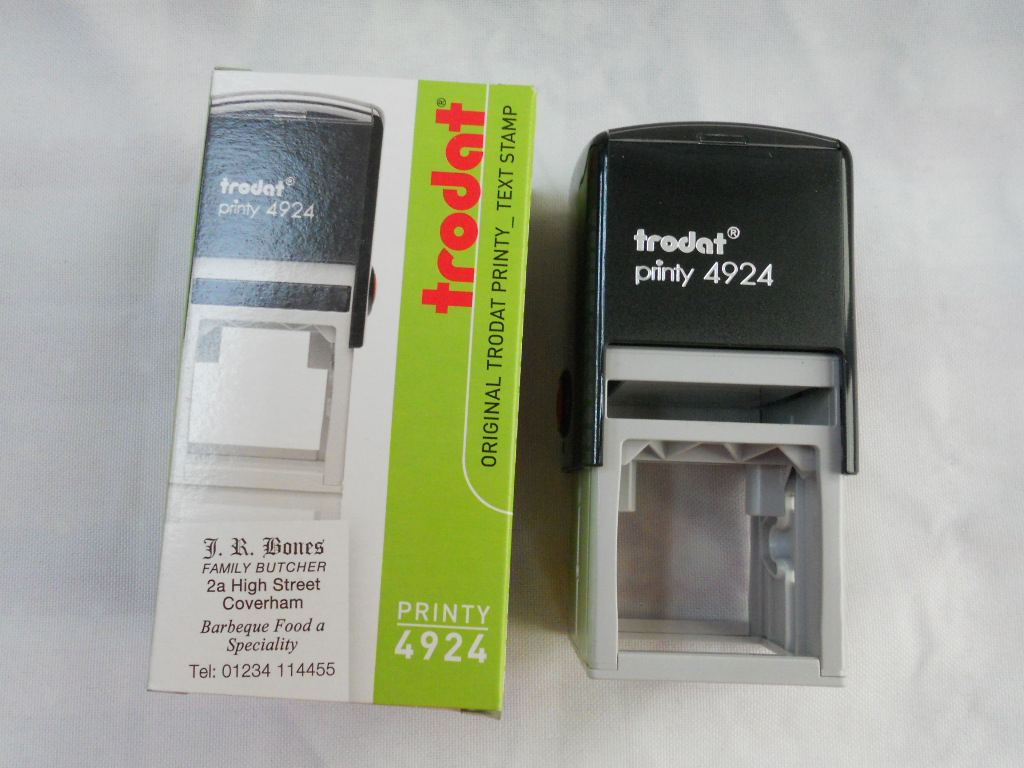 trodat®
printy 4924
trodat®
ORIGINAL TRODAT PRINTY_ TEXT STAMP
J. R. Bones
FAMILY BUTCHER
2a High Street
Coverham
Barbeque Food a
Speciality
Tel: 01234 114455
PRINTY
4924
trodat®
printy 4924